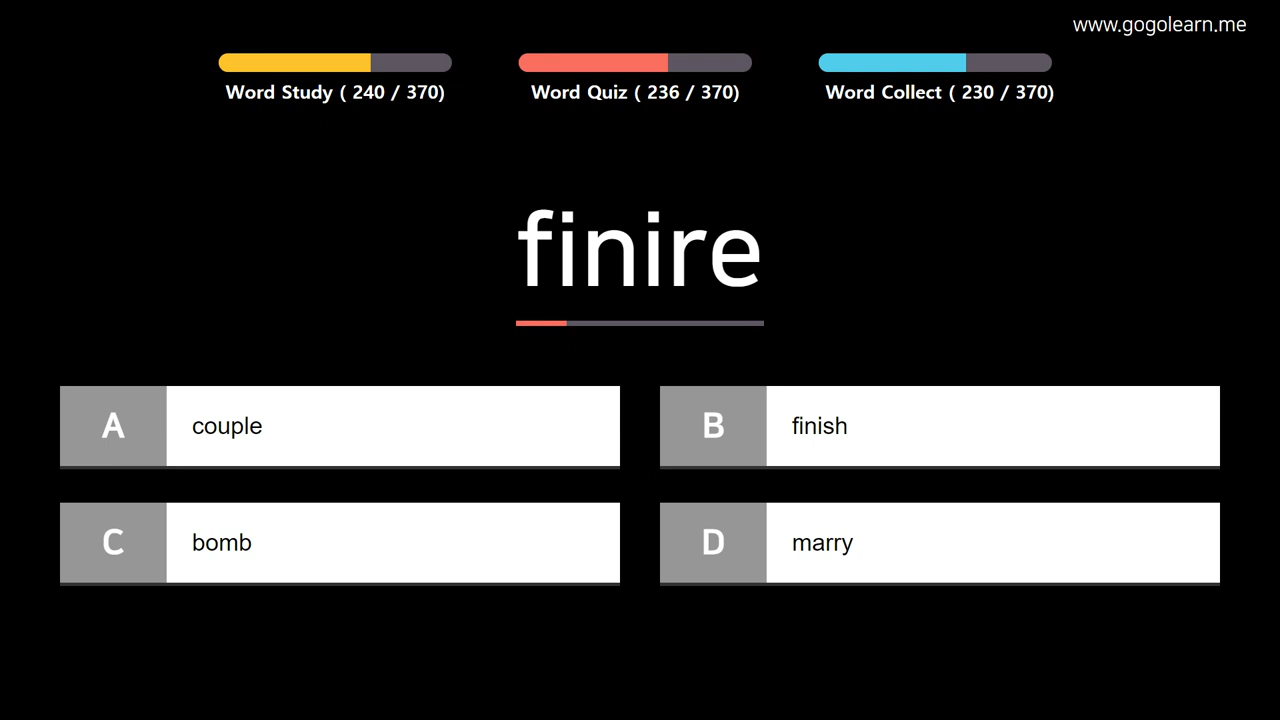 www.gogolearn.me
Word Study ( 240 / 370)
Word Quiz ( 236 / 370)
Word Collect ( 230 / 370)
finire
A couple
B finish
C bomb
D marry